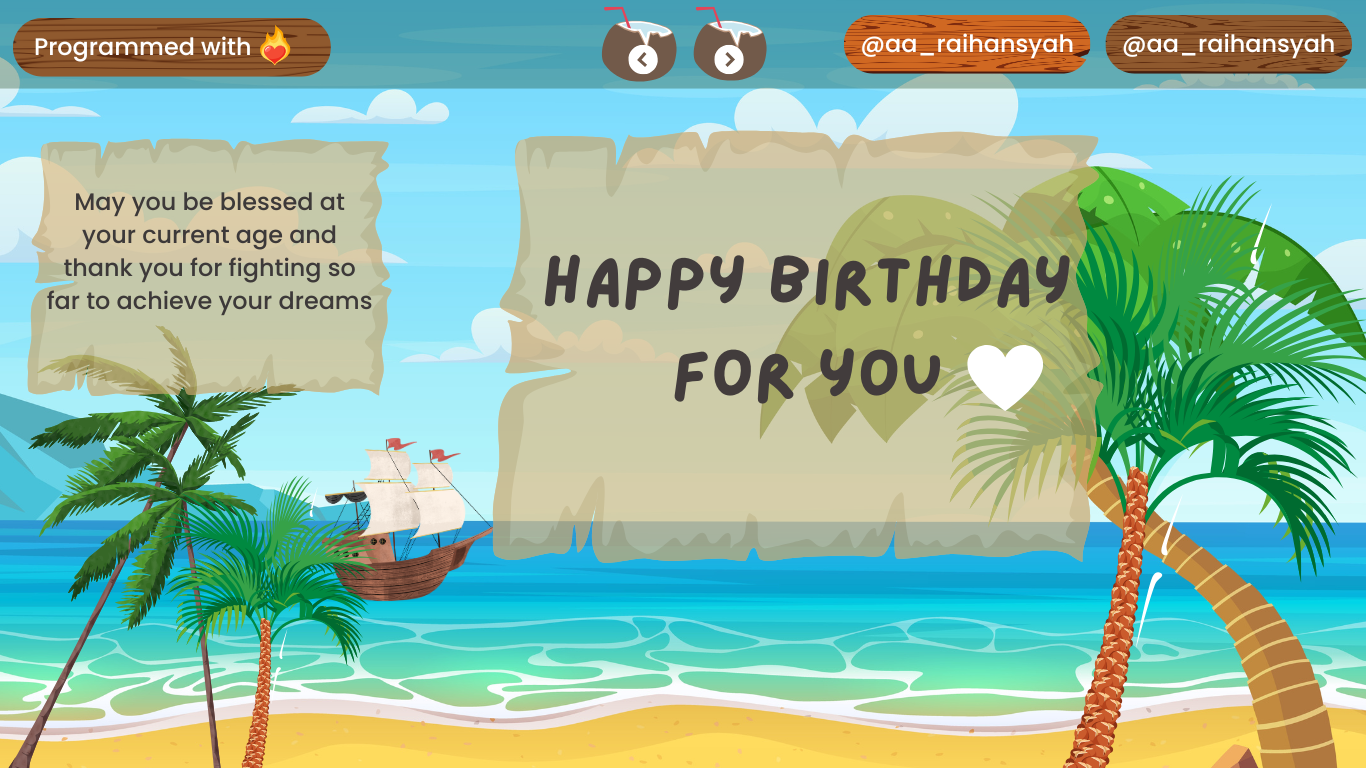 Programmed with
@aa_raihansyah
@aa_raihansyah
May you be blessed at
your current age and
thank you for fighting so
far to achieve your dreams
HAPPY BIRTHDAY
FOR YOU